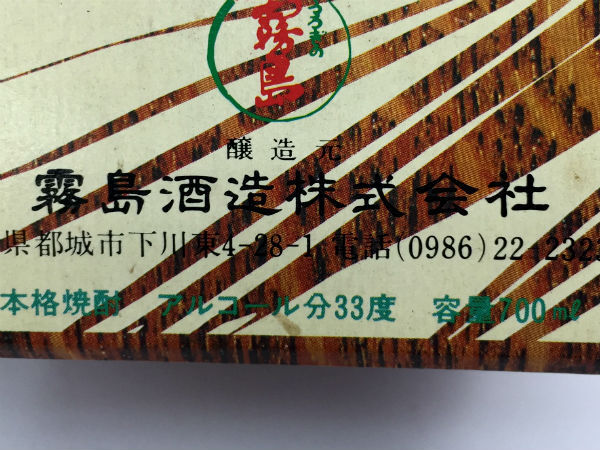 霧島
醸造元
霧島酒造株式会社
県都城市下川東4-28-1 電話(0986)22-232
本格焼酎 アルコール分33度 容量700ml